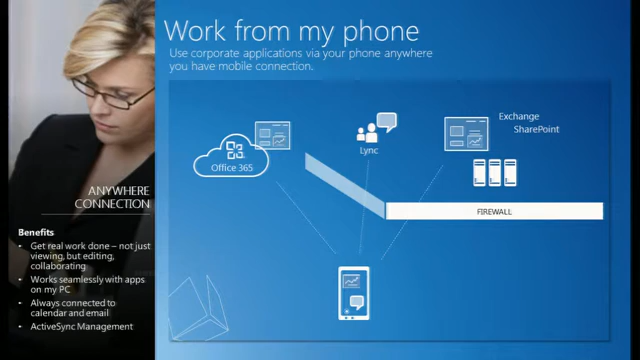 Work from my phone
Use corporate applications via your phone anywhere
you have mobile connection.
Office 365
Lync
Exchange
SharePoint
FIREWALL
ANYWHERE
CONNECTION
Benefits
• Get real work done – not just
viewing, but editing,
collaborating
• Works seamlessly with apps
on my PC
• Always connected to
calendar and email
• ActiveSync Management